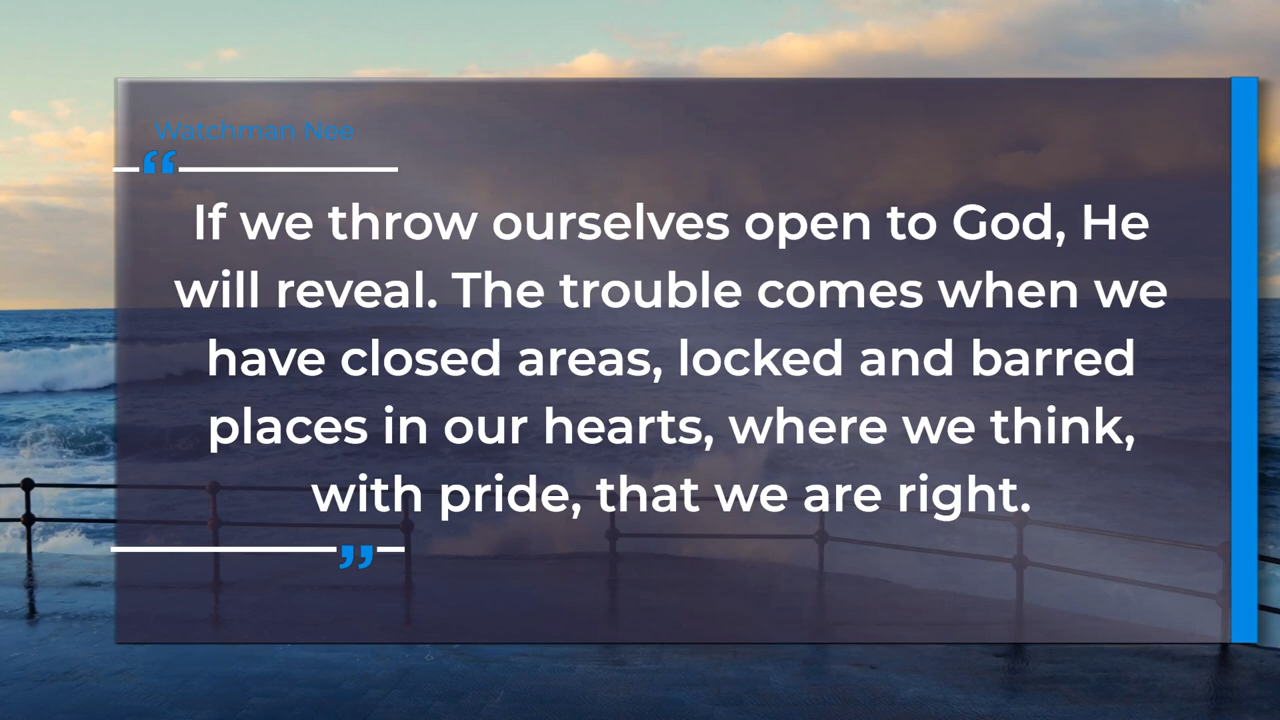 Watchman Nee
“
If we throw ourselves open to God, He
will reveal. The trouble comes when we
have closed areas, locked and barred
places in our hearts, where we think,
with pride, that we are right.
”